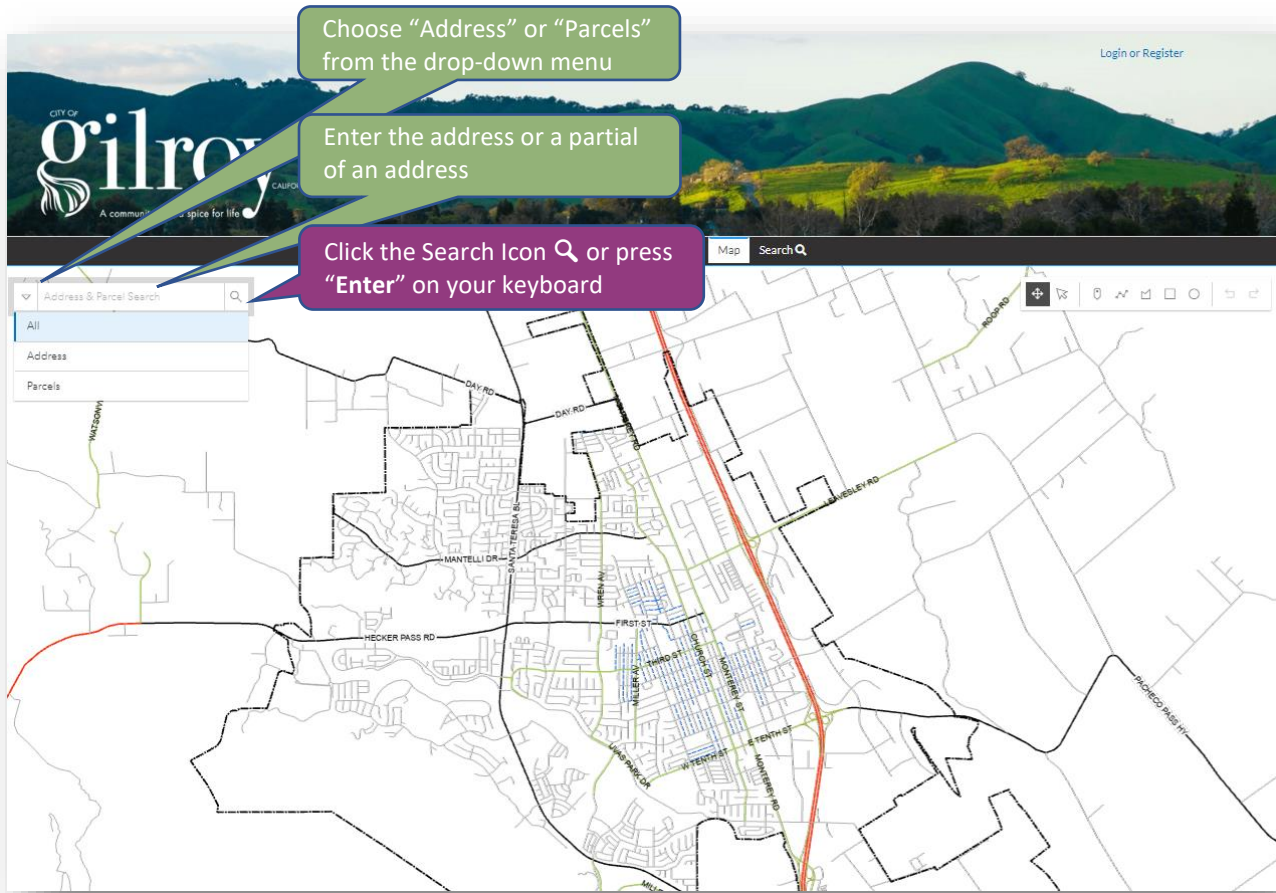 Choose “Address” or “Parcels”
from the drop-down menu
Login or Register
CITY OF
gilroy
Enter the address or a partial
of an address
A communit
spice for life
Click the Search Icon or press
“Enter” on your keyboard
Map
Search
Address & Parcel Search
All
Address
Parcels
ROOP RD
DAY RD
DAY RD
LEAVESLEY RD
SANTA TERESA BL
MANTELLI DR
WREN AV
FIRST ST
HECKER PASS RD
CHURCH ST
THIRD ST
MONTEREY ST
MILLER AV
PACHECO PASS HY
E TENTH ST
W TENTH ST
UVAS PARK DR
MONTEREY RD